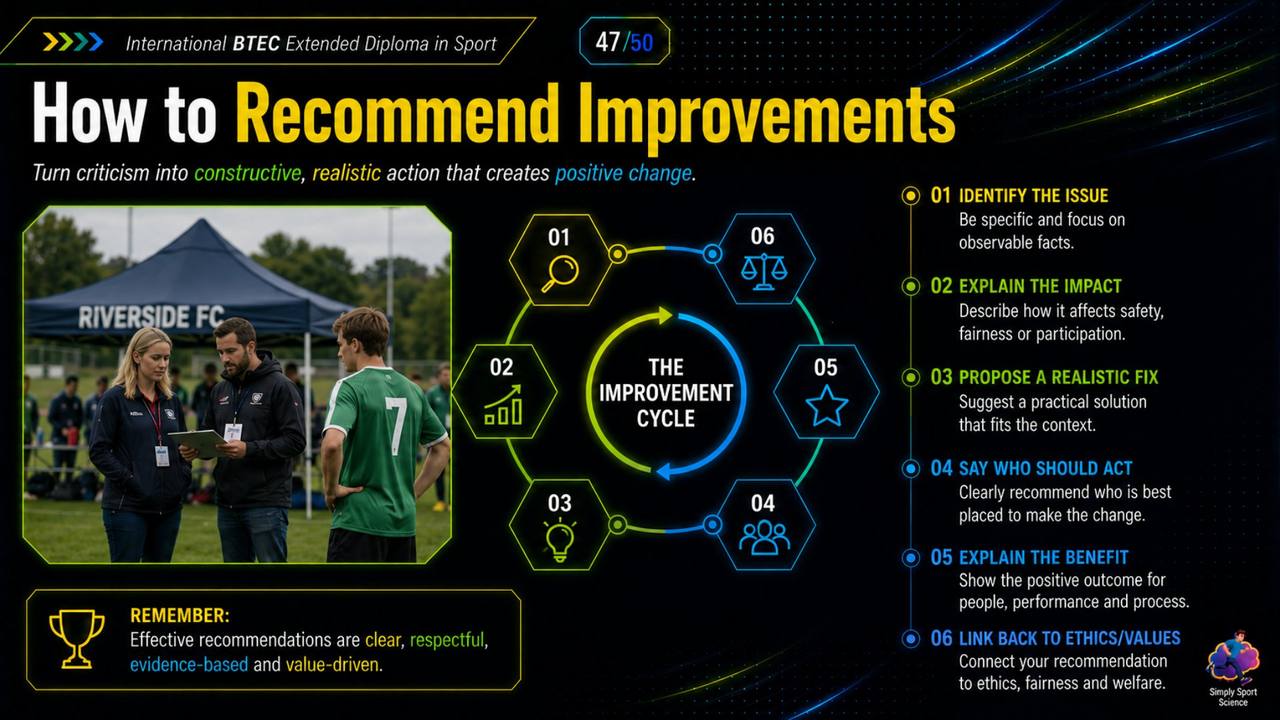 International BTEC Extended Diploma in Sport
47/50
How to Recommend Improvements
Turn criticism into constructive, realistic action that creates positive change.
RIVERSIDE FC
7
01
06
02
05
03
04
THE
IMPROVEMENT
CYCLE
01 IDENTIFY THE ISSUE
Be specific and focus on
observable facts.
02 EXPLAIN THE IMPACT
Describe how it affects safety,
fairness or participation.
03 PROPOSE A REALISTIC FIX
Suggest a practical solution
that fits the context.
04 SAY WHO SHOULD ACT
Clearly recommend who is best
placed to make the change.
05 EXPLAIN THE BENEFIT
Show the positive outcome for
people, performance and process.
06 LINK BACK TO ETHICS/VALUES
Connect your recommendation
to ethics, fairness and welfare.
REMEMBER:
Effective recommendations are clear, respectful,
evidence-based and value-driven.
Simply Sport
Science